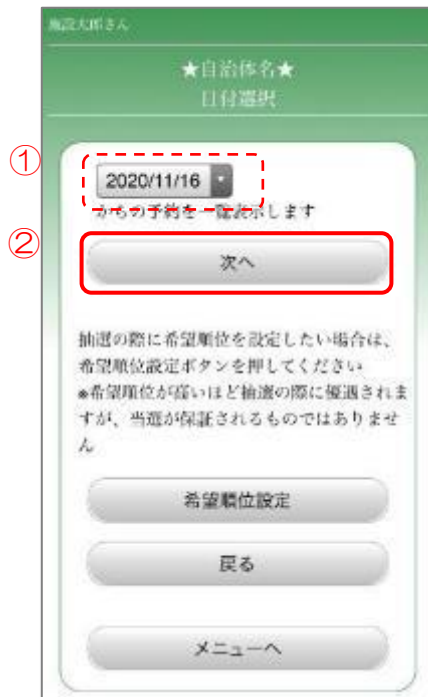 施設太郎さん
★自治体名★
日付選択
①
2020/11/16
からの予約を一覧表示します
②
次へ
抽選の際に希望順位を設定したい場合は、
希望順位設定ボタンを押してください
※希望順位が高いほど抽選の際に優遇されま
すが、当選が保証されるものではありませ
ん
希望順位設定
戻る
メニューへ